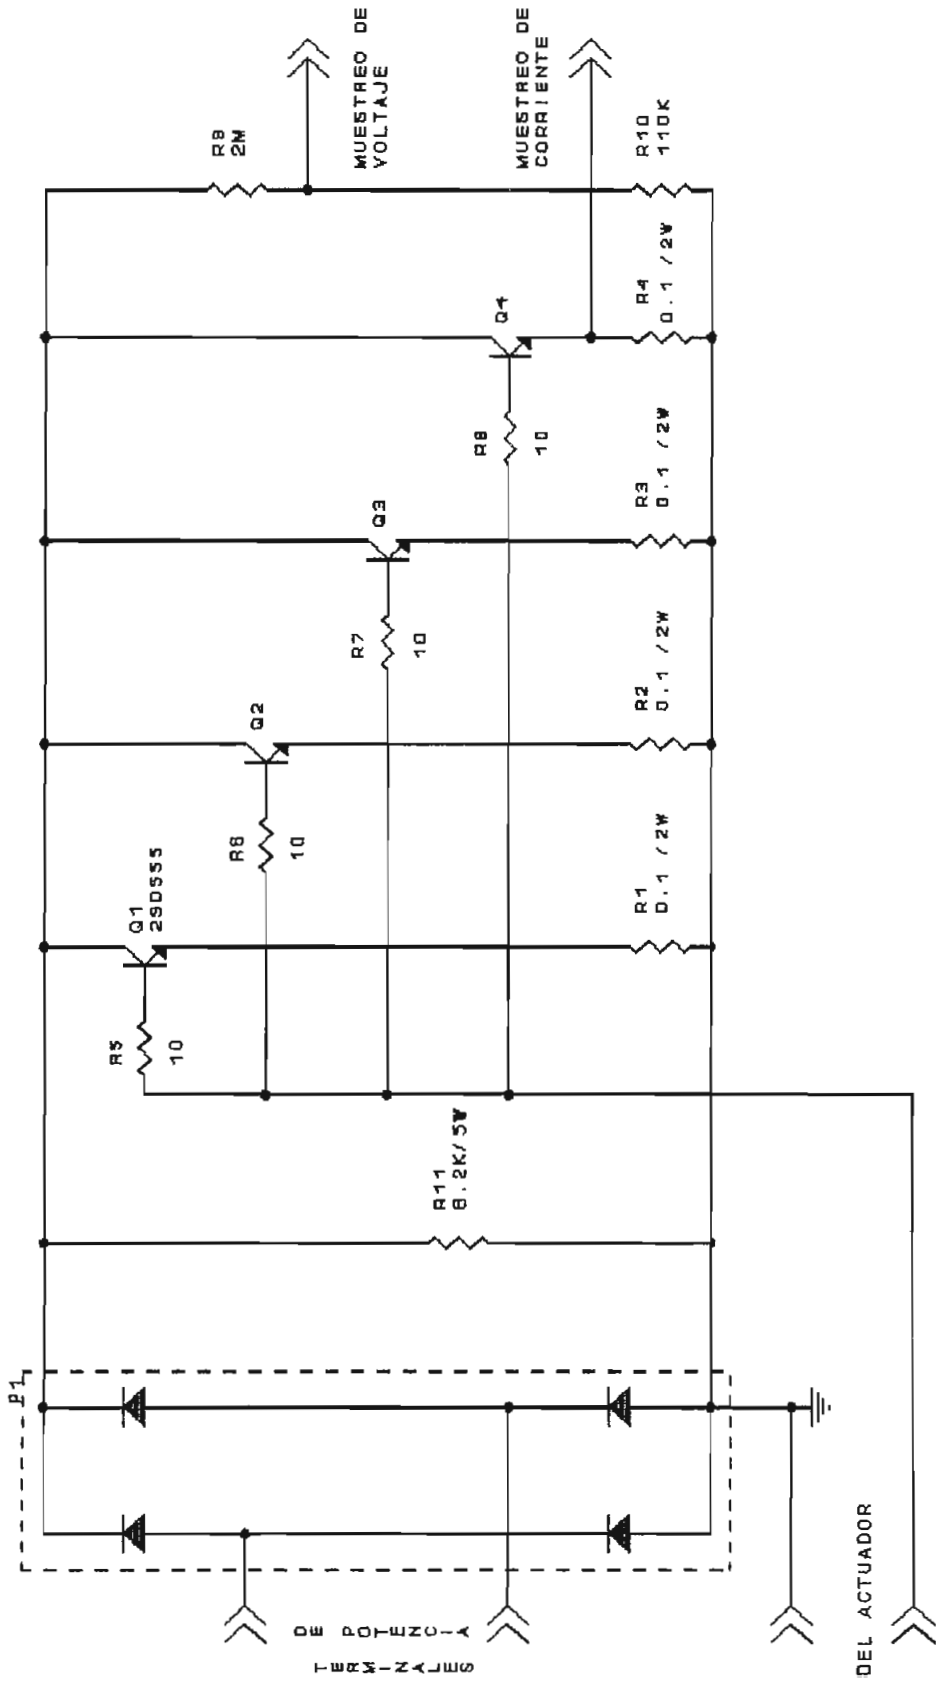 R9
2M
MUESTREO DE
VOLTAJE
MUESTREO DE
CORRIENTE
R10
110K
Q4
R4
0.1 /2W
R8
10
Q3
R3
0.1 /2W
R7
10
Q2
R2
0.1 /2W
R6
10
Q1
2SD555
R1
0.1 /2W
R5
10
R11
8.2K/5W
P1
TERMINALES
DE POTENCIA
DEL ACTUADOR